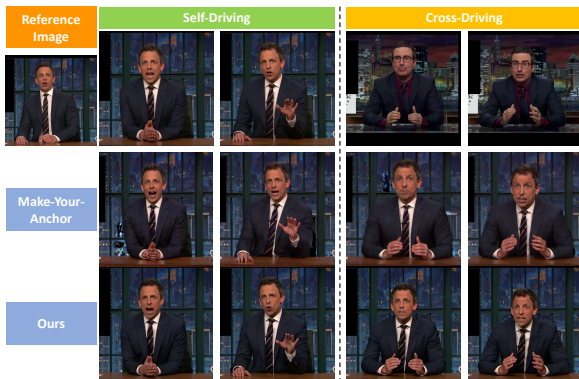 Reference
Image
Self-Driving
Cross-Driving
Make-Your-
Anchor
Ours